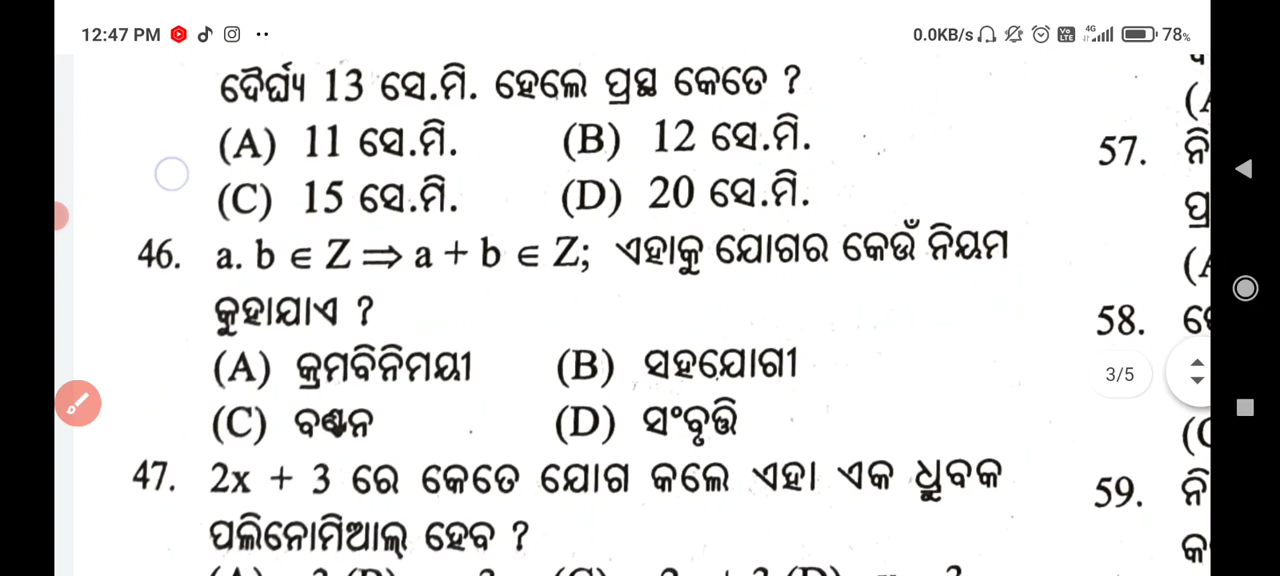 12:47 PM
0.0KB/s 4G 78%
ଦୈର୍ଘ୍ୟ 13 ସେ.ମି. ହେଲେ ପ୍ରସ୍ଥ କେତେ ?
(A) 11 ସେ.ମି. (B) 12 ସେ.ମି.
(C) 15 ସେ.ମି. (D) 20 ସେ.ମି.
46. a. b ∈ Z ⇒ a + b ∈ Z; ଏହାକୁ ଯୋଗର କେଉଁ ନିୟମ
କୁହାଯାଏ ?
(A) କ୍ରମବିନିମୟୀ (B) ସହଯୋଗୀ
(C) ବଣ୍ଟନ (D) ସଂବୃତ୍ତି
47. 2x + 3 ରେ କେତେ ଯୋଗ କଲେ ଏହା ଏକ ଧ୍ରୁବକ
ପଲିନୋମିଆଲ୍ ହେବ ?
57. ନି
ପ୍ର
58.
3/5
59. ନି
କ